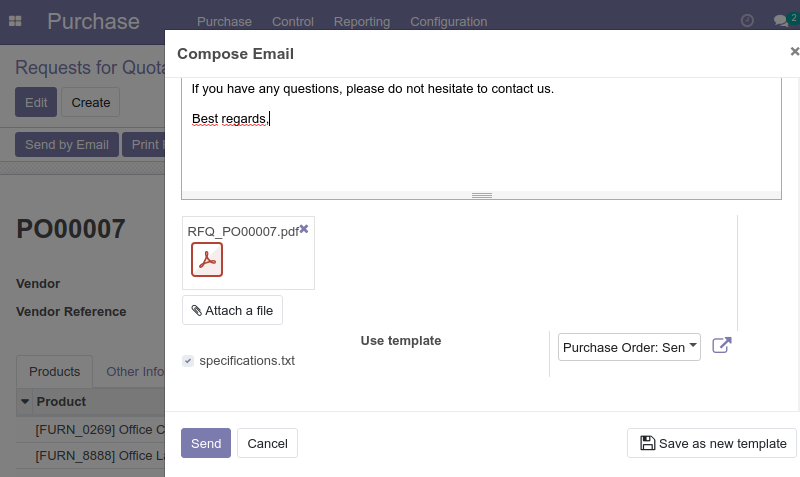 Purchase
Purchase Control Reporting Configuration
2
Requests for Quota
Edit Create
Send by Email Print
PO00007
Vendor
Vendor Reference
Products Other Info
Product
[FURN_0269] Office C
[FURN_8888] Office La
Compose Email
If you have any questions, please do not hesitate to contact us.
Best regards,
RFQ_PO00007.pdf
Attach a file
Use template
Purchase Order: Sen
specifications.txt
Send Cancel
Save as new template